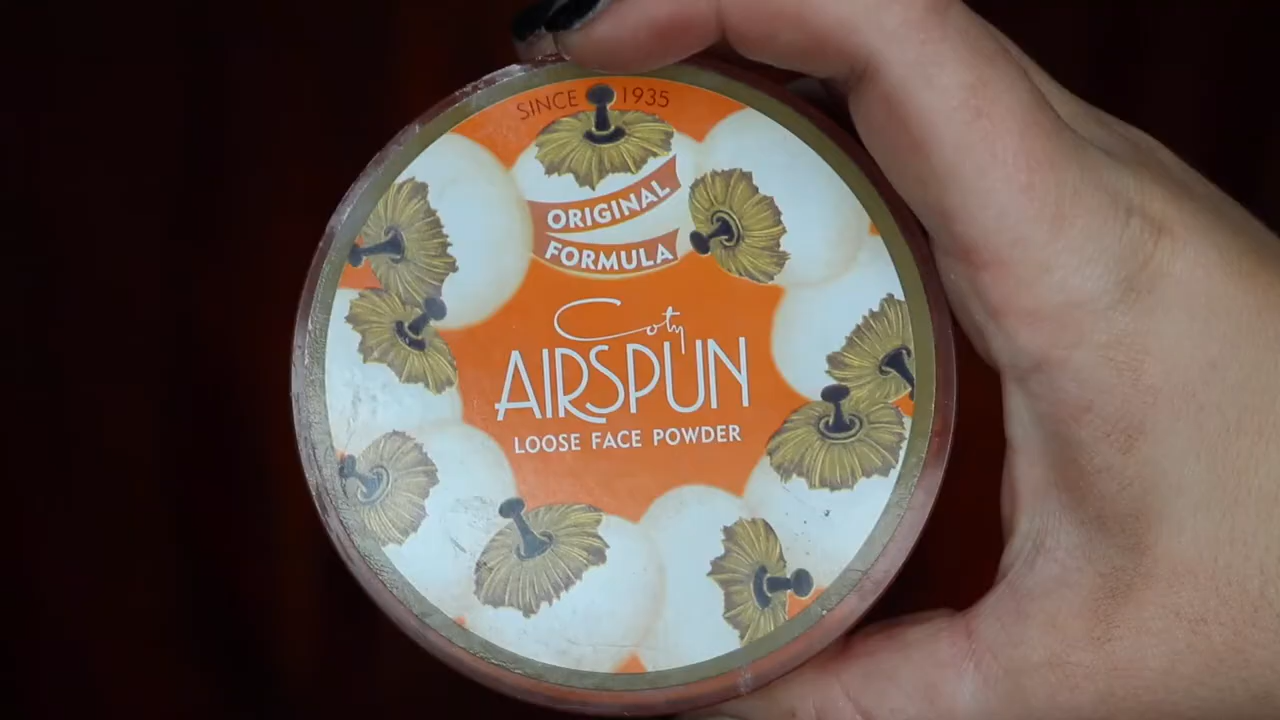 SINCE 1935
ORIGINAL
FORMULA
Coty
AIRSPUN
LOOSE FACE POWDER